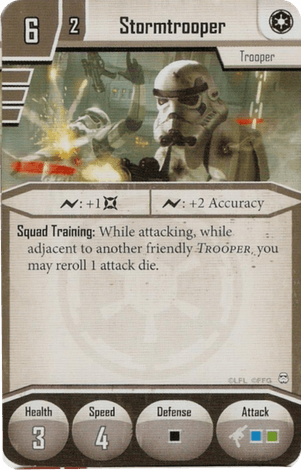 6 2 Stormtrooper
Trooper
: +1 : +2 Accuracy
Squad Training: While attacking, while
adjacent to another friendly TROOPER, you
may reroll 1 attack die.
©LFL ©FFG
Health Speed Defense Attack
3 4